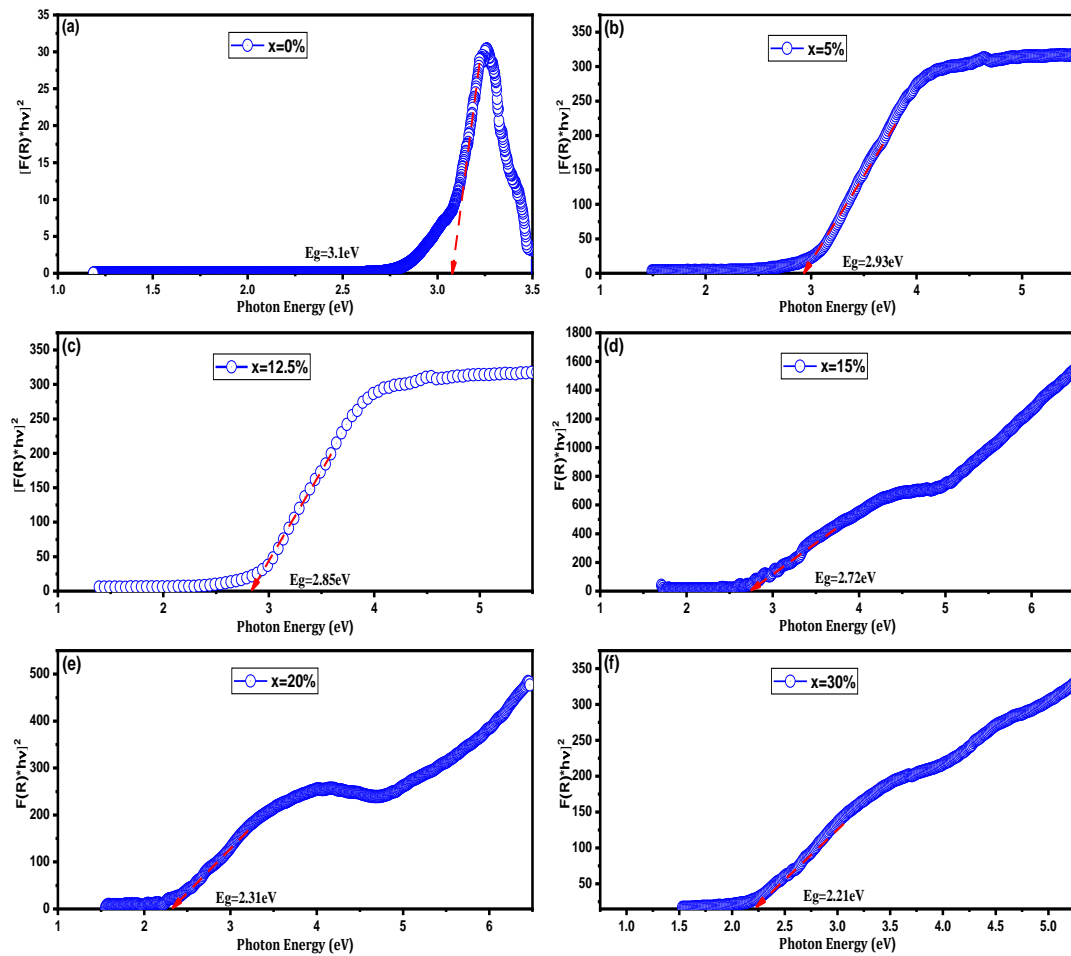 (a)
x=0%
[F(R)*hv]²
35
30
25
20
15
10
5
0
Eg=3.1eV
1.0 1.5 2.0 2.5 3.0 3.5
Photon Energy (eV)
(b)
x=5%
[F(R)*hv]²
350
300
250
200
150
100
50
0
Eg=2.93eV
1 2 3 4 5
Photon Energy (eV)
(c)
x=12.5%
[F(R)*hv]²
350
300
250
200
150
100
50
0
Eg=2.85eV
1 2 3 4 5
Photon Energy (eV)
(d)
x=15%
F(R)*hv]²
1800
1600
1400
1200
1000
800
600
400
200
0
Eg=2.72eV
1 2 3 4 5 6
Photon Energy (eV)
(e)
x=20%
F(R)*hv]²
500
400
300
200
100
0
Eg=2.31eV
1 2 3 4 5 6
Photon Energy (eV)
(f)
x=30%
F(R)*hv]²
350
300
250
200
150
100
50
Eg=2.21eV
1.0 1.5 2.0 2.5 3.0 3.5 4.0 4.5 5.0
Photon Energy (eV)